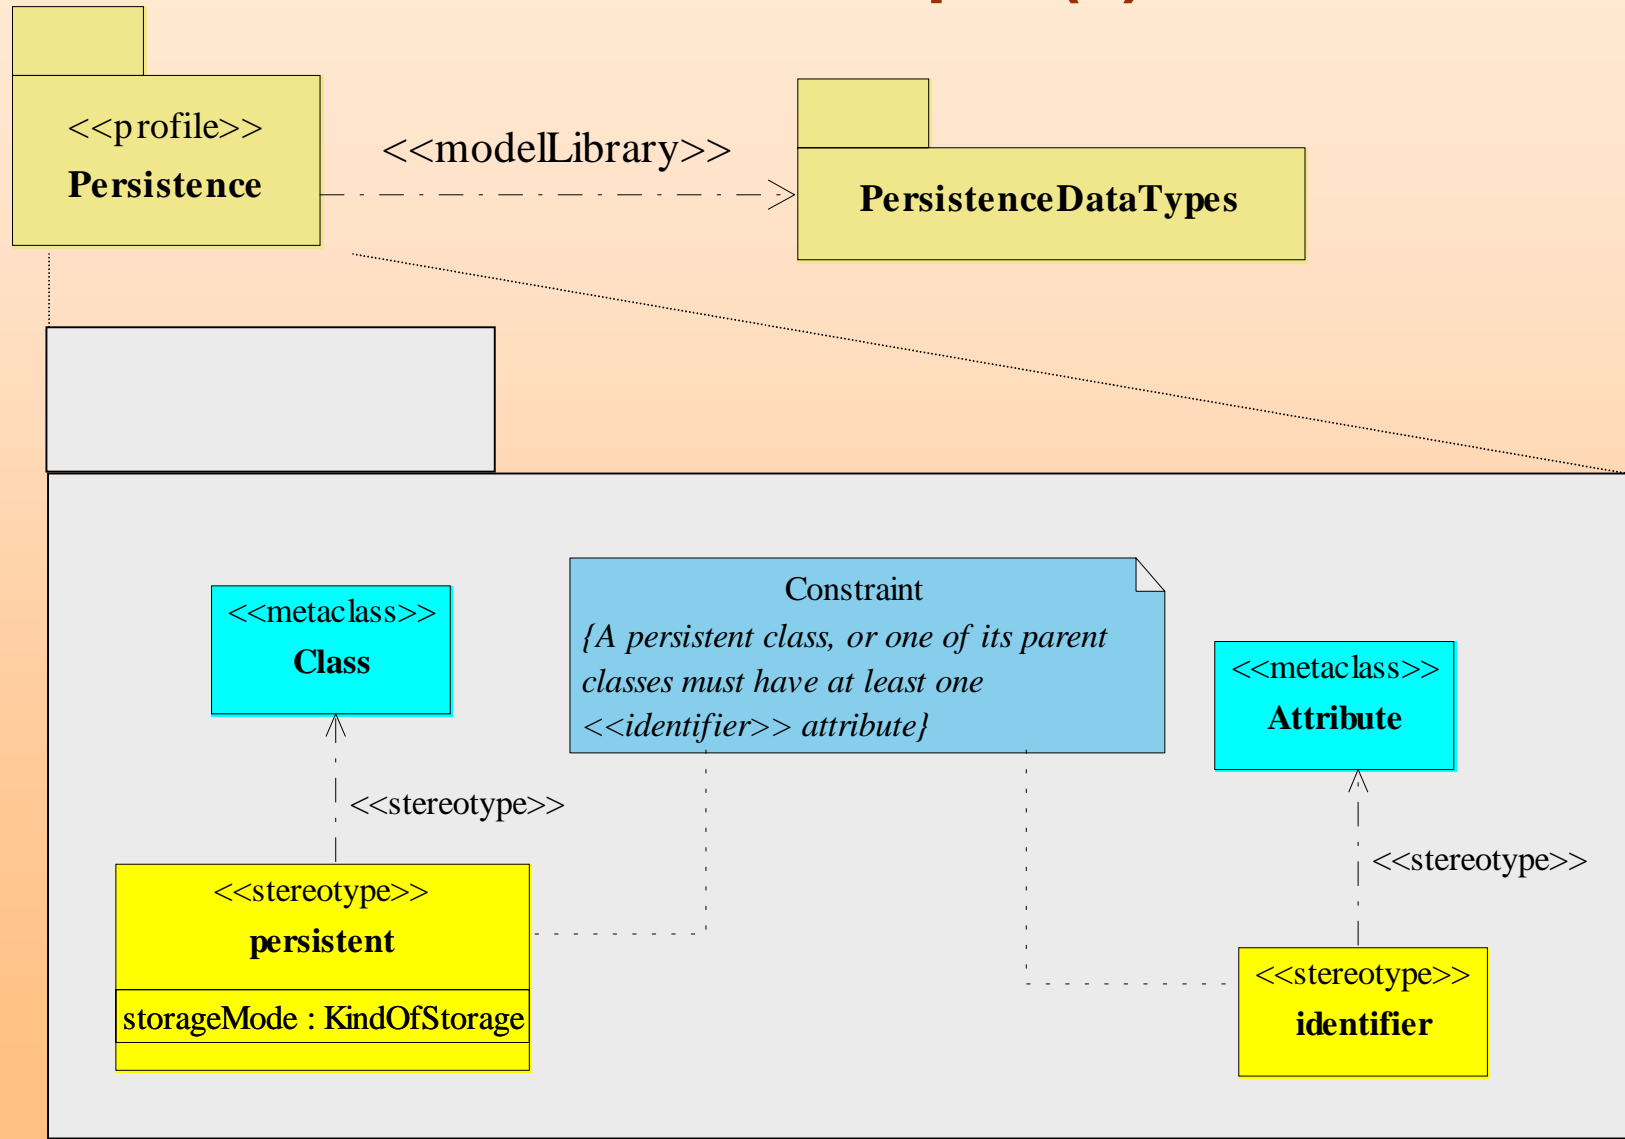 <<profile>>
Persistence
<<modelLibrary>>
PersistenceDataTypes
<<metaclass>>
Class
Constraint
{A persistent class, or one of its parent
classes must have at least one
<<identifier>> attribute}
<<metaclass>>
Attribute
<<stereotype>>
<<stereotype>>
<<stereotype>>
persistent
storageMode : KindOfStorage
<<stereotype>>
identifier